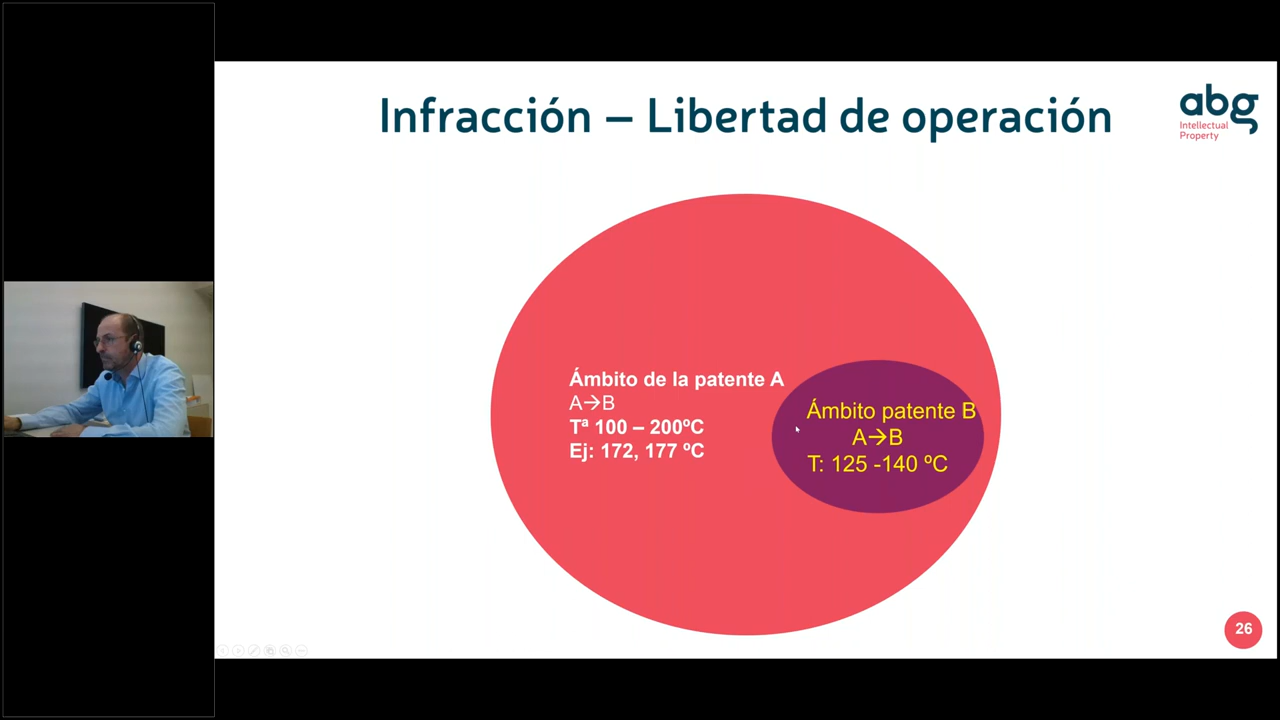 Infracción – Libertad de operación
abg
Intellectual
Property
Ámbito de la patente A
A→B
Tª 100 – 200ºC
Ej: 172, 177 ºC
Ámbito patente B
A→B
T: 125 -140 ºC
26